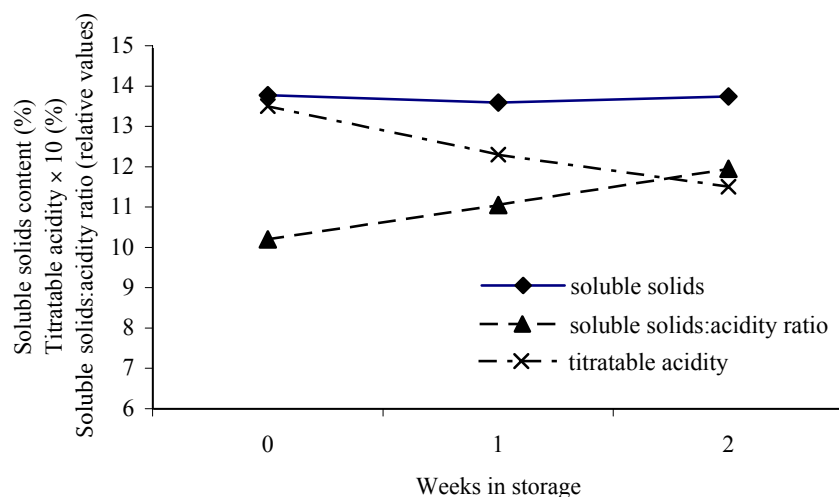 Soluble solids content (%)
Titratable acidity × 10 (%)
Soluble solids:acidity ratio (relative values)
15
14
13
12
11
10
9
8
7
6
soluble solids
soluble solids:acidity ratio
titratable acidity
0 1 2
Weeks in storage